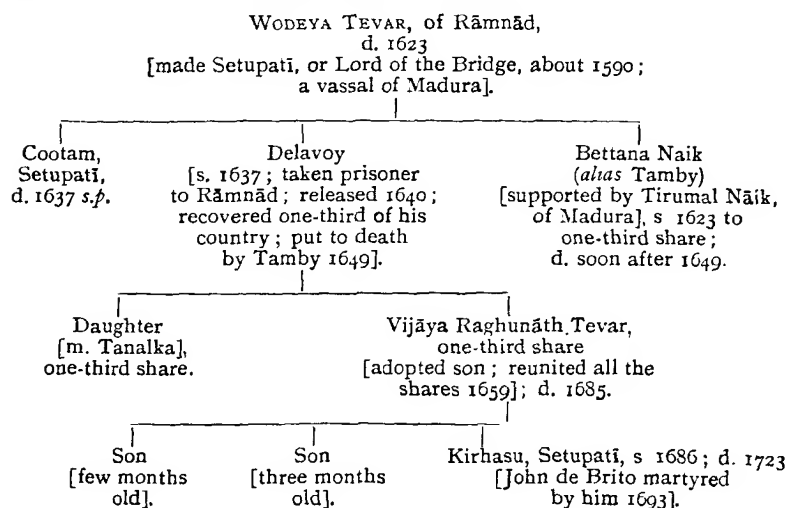 WODEYA TEVAR, of Rāmnād,
d. 1623
[made Setupatī, or Lord of the Bridge, about 1590;
a vassal of Madura].
Cootam,
Setupatī,
d. 1637 s.p.
Delavoy
[s. 1637; taken prisoner
to Rāmnād; released 1640;
recovered one-third of his
country; put to death
by Tamby 1649].
Bettana Naik
(alias Tamby)
[supported by Tirumal Nāik,
of Madura], s 1623 to
one-third share;
d. soon after 1649.
Daughter
[m. Tanalka],
one-third share.
Vijāya Raghunáth Tevar,
one-third share
[adopted son; reunited all the
shares 1659]; d. 1685.
Son
[few months
old].
Son
[three months
old].
Kirhasu, Setupatī, s 1686; d. 1723
[John de Brito martyred
by him 1693].